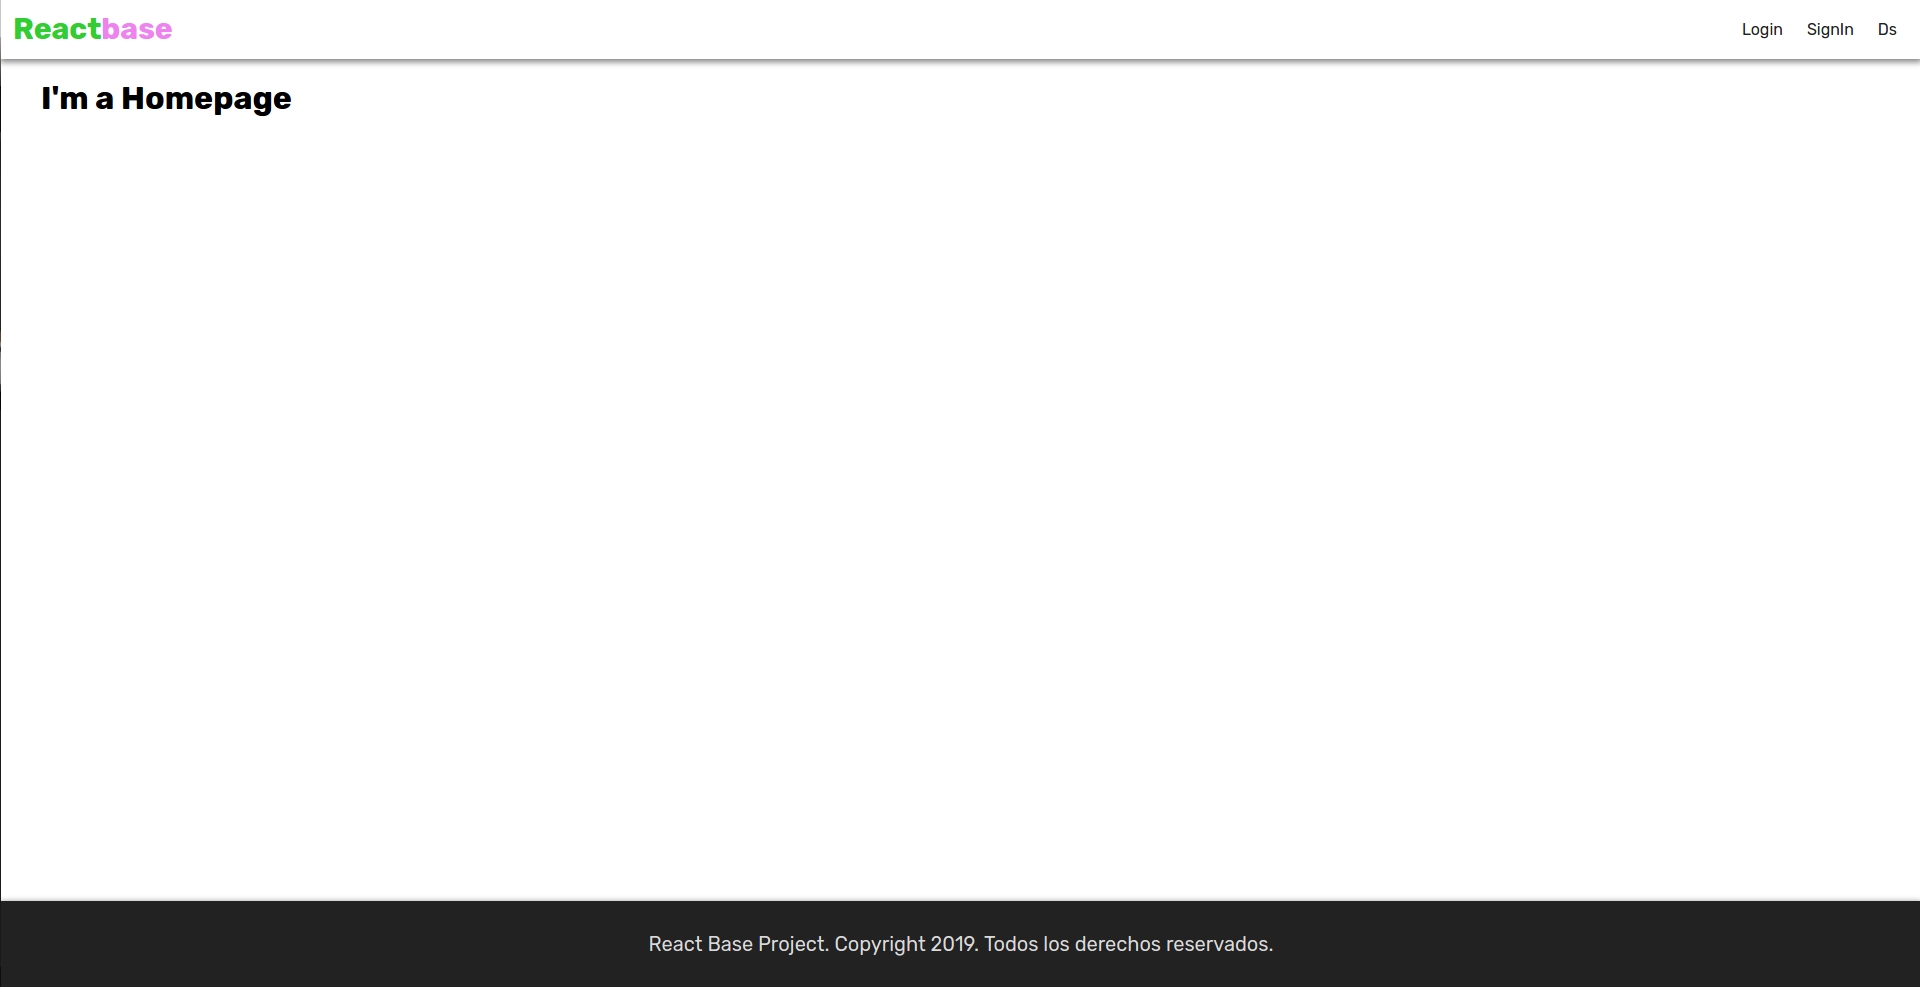 Reactbase
Login SignIn Ds
I'm a Homepage
React Base Project. Copyright 2019. Todos los derechos reservados.